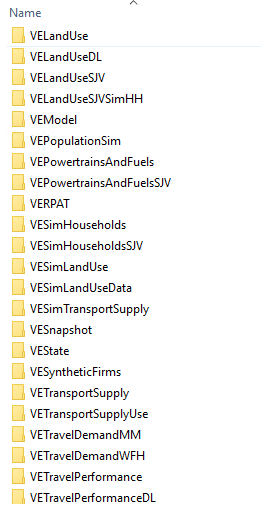 Name
VELandUse
VELandUseDL
VELandUseSJV
VELandUseSJVSimHH
VEModel
VEPopulationSim
VEPowertrainsAndFuels
VEPowertrainsAndFuelsSJV
VERPAT
VESimHouseholds
VESimHouseholdsSJV
VESimLandUse
VESimLandUseData
VESimTransportSupply
VESnapshot
VEState
VESyntheticFirms
VETransportSupply
VETransportSupplyUse
VETravelDemandMM
VETravelDemandWFH
VETravelPerformance
VETravelPerformanceDL